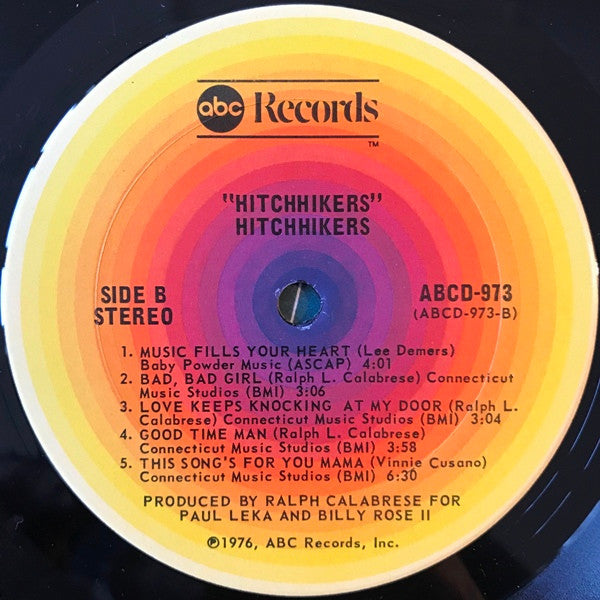 abc Records
™
"HITCHHIKERS"
HITCHHIKERS
SIDE B
STEREO
ABCD-973
(ABCD-973-B)
1. MUSIC FILLS YOUR HEART (Lee Demers)
Baby Powder Music (ASCAP) 4:01
2. BAD, BAD GIRL (Ralph L. Calabrese) Connecticut
Music Studios (BMI) 3:06
3. LOVE KEEPS KNOCKING AT MY DOOR (Ralph L.
Calabrese) Connecticut Music Studios (BMI) 3:04
4. GOOD TIME MAN (Ralph L. Calabrese)
Connecticut Music Studios (BMI) 3:58
5. THIS SONG'S FOR YOU MAMA (Vinnie Cusano)
Connecticut Music Studios (BMI) 6:30
PRODUCED BY RALPH CALABRESE FOR
PAUL LEKA AND BILLY ROSE II
℗1976, ABC Records, Inc.